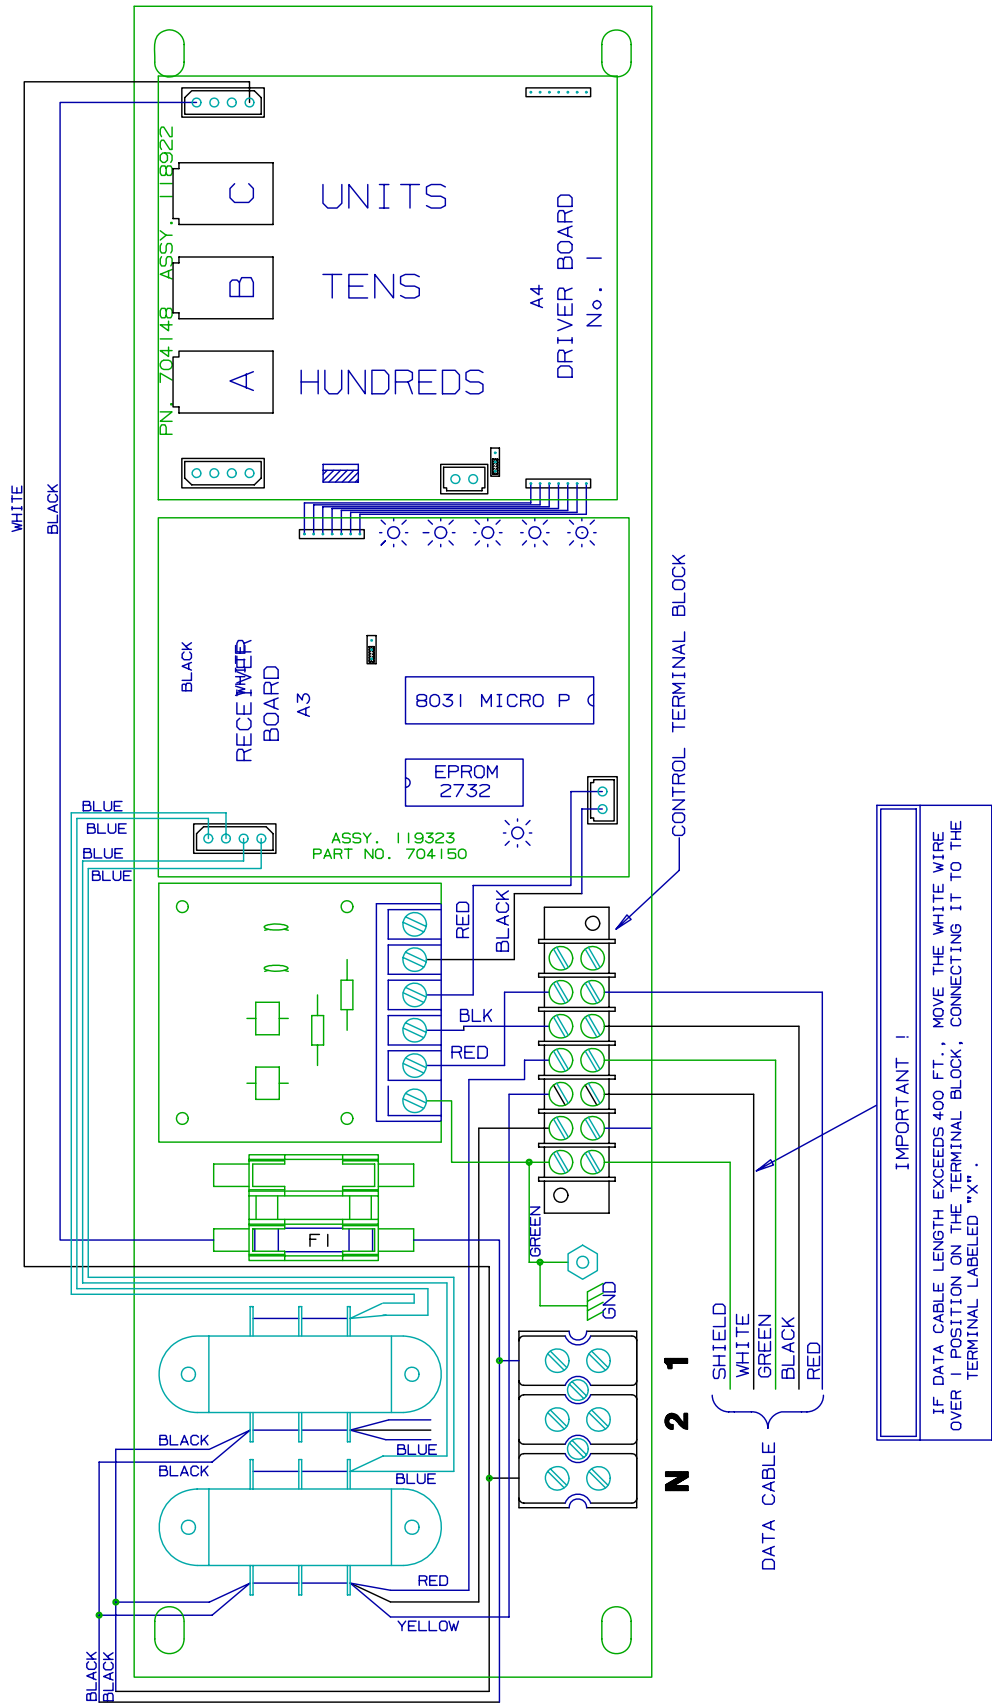 WHITE
BLACK
PN. 704148 ASSY. 118922
C
UNITS
B
TENS
A
HUNDREDS
A4
DRIVER BOARD
No. 1
BLACK
WHITE
RECEIVER
BOARD
A3
8031 MICRO P
EPROM
2732
ASSY. 119323
PART NO. 704150
CONTROL TERMINAL BLOCK
BLUE
BLUE
BLUE
BLUE
RED
BLACK
BLK
RED
F1
GREEN
GND
1
2
N
SHIELD
WHITE
GREEN
BLACK
RED
DATA CABLE
BLACK
BLACK
BLUE
BLUE
RED
YELLOW
BLACK
BLACK
IMPORTANT !
IF DATA CABLE LENGTH EXCEEDS 400 FT., MOVE THE WHITE WIRE
OVER 1 POSITION ON THE TERMINAL BLOCK, CONNECTING IT TO THE
TERMINAL LABELED "X".